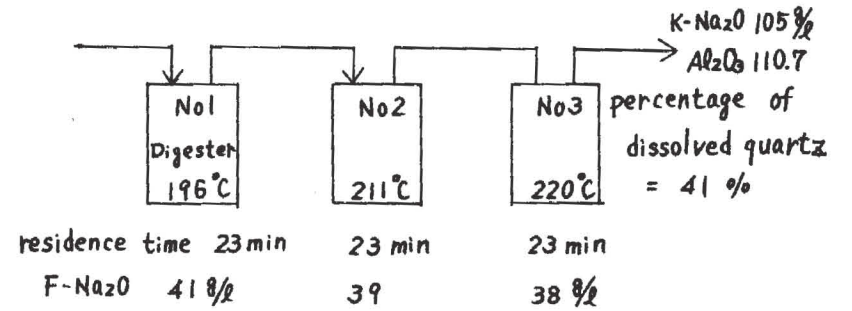 K-Na₂O 105 g/l
Al₂O₃ 110.7
percentage of
dissolved quartz
= 41 %
No1
Digester
196°C
No2
211°C
No3
220°C
residence time 23 min 23 min 23 min
F-Na₂O 41 g/l 39 38 g/l